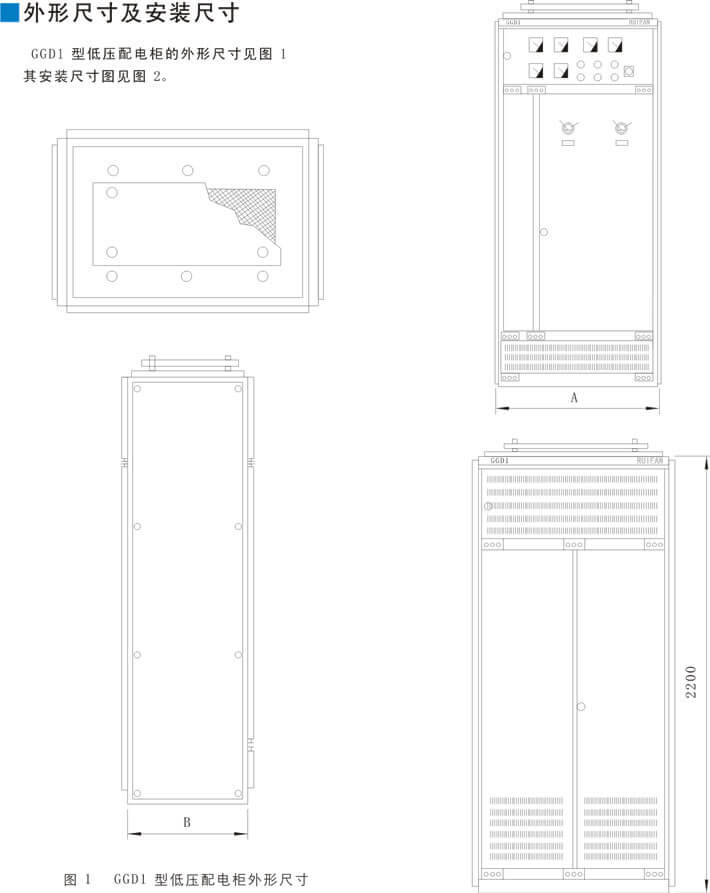 外形尺寸及安装尺寸
GGD1 型低压配电柜的外形尺寸见图 1
其安装尺寸图见图 2。
GGD1 RUIFAN
A
GGD1 RUIFAN
2200
B
图 1 GGD1 型低压配电柜外形尺寸